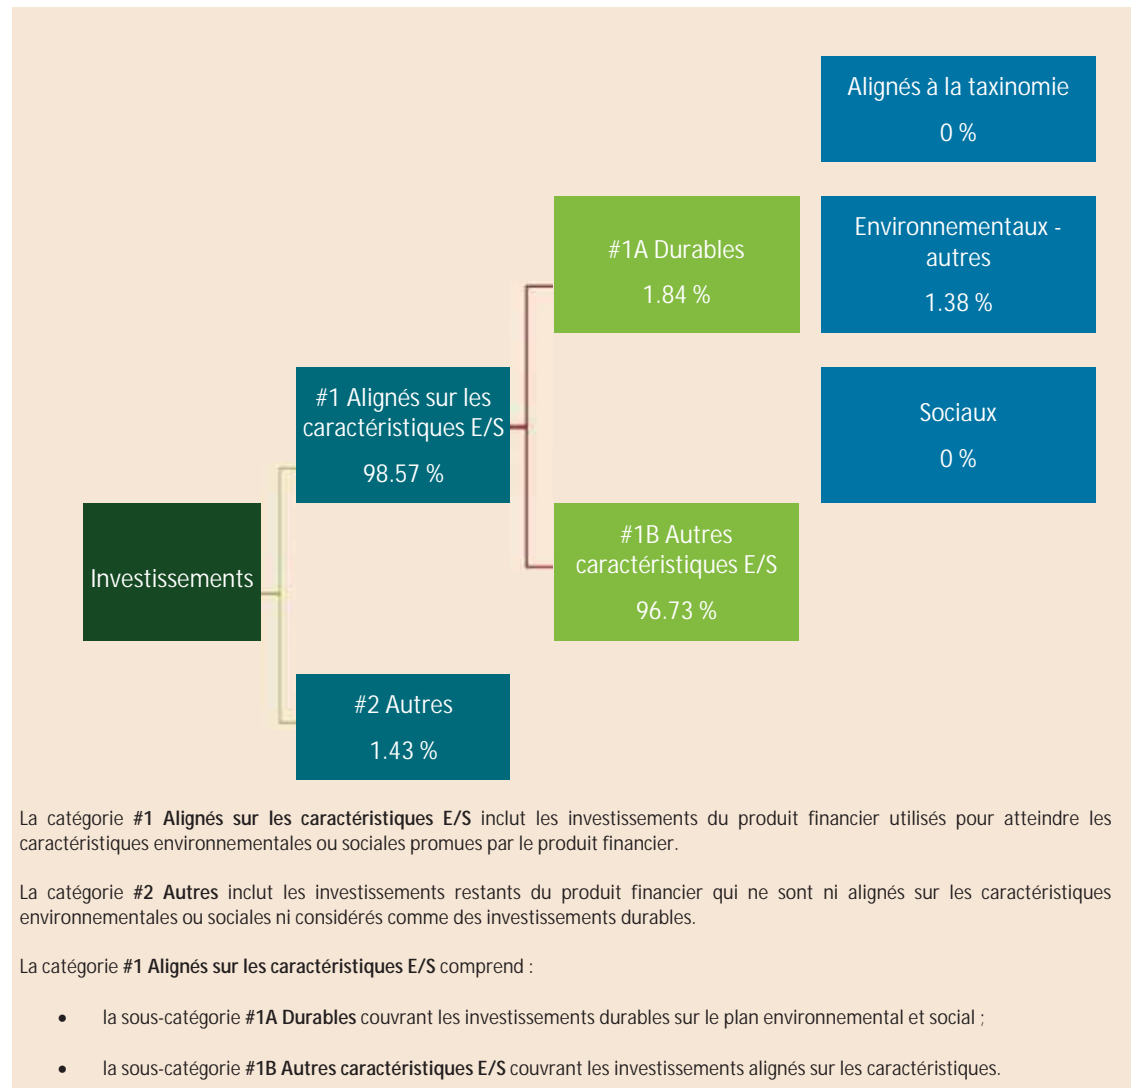 Alignés à la taxinomie
0 %
Environnementaux -
autres
1.38 %
#1A Durables
1.84 %
Sociaux
0 %
#1 Alignés sur les
caractéristiques E/S
98.57 %
#1B Autres
caractéristiques E/S
96.73 %
Investissements
#2 Autres
1.43 %
La catégorie #1 Alignés sur les caractéristiques E/S inclut les investissements du produit financier utilisés pour atteindre les
caractéristiques environnementales ou sociales promues par le produit financier.
La catégorie #2 Autres inclut les investissements restants du produit financier qui ne sont ni alignés sur les caractéristiques
environnementales ou sociales ni considérés comme des investissements durables.
La catégorie #1 Alignés sur les caractéristiques E/S comprend :
• la sous-catégorie #1A Durables couvrant les investissements durables sur le plan environnemental et social ;
• la sous-catégorie #1B Autres caractéristiques E/S couvrant les investissements alignés sur les caractéristiques.